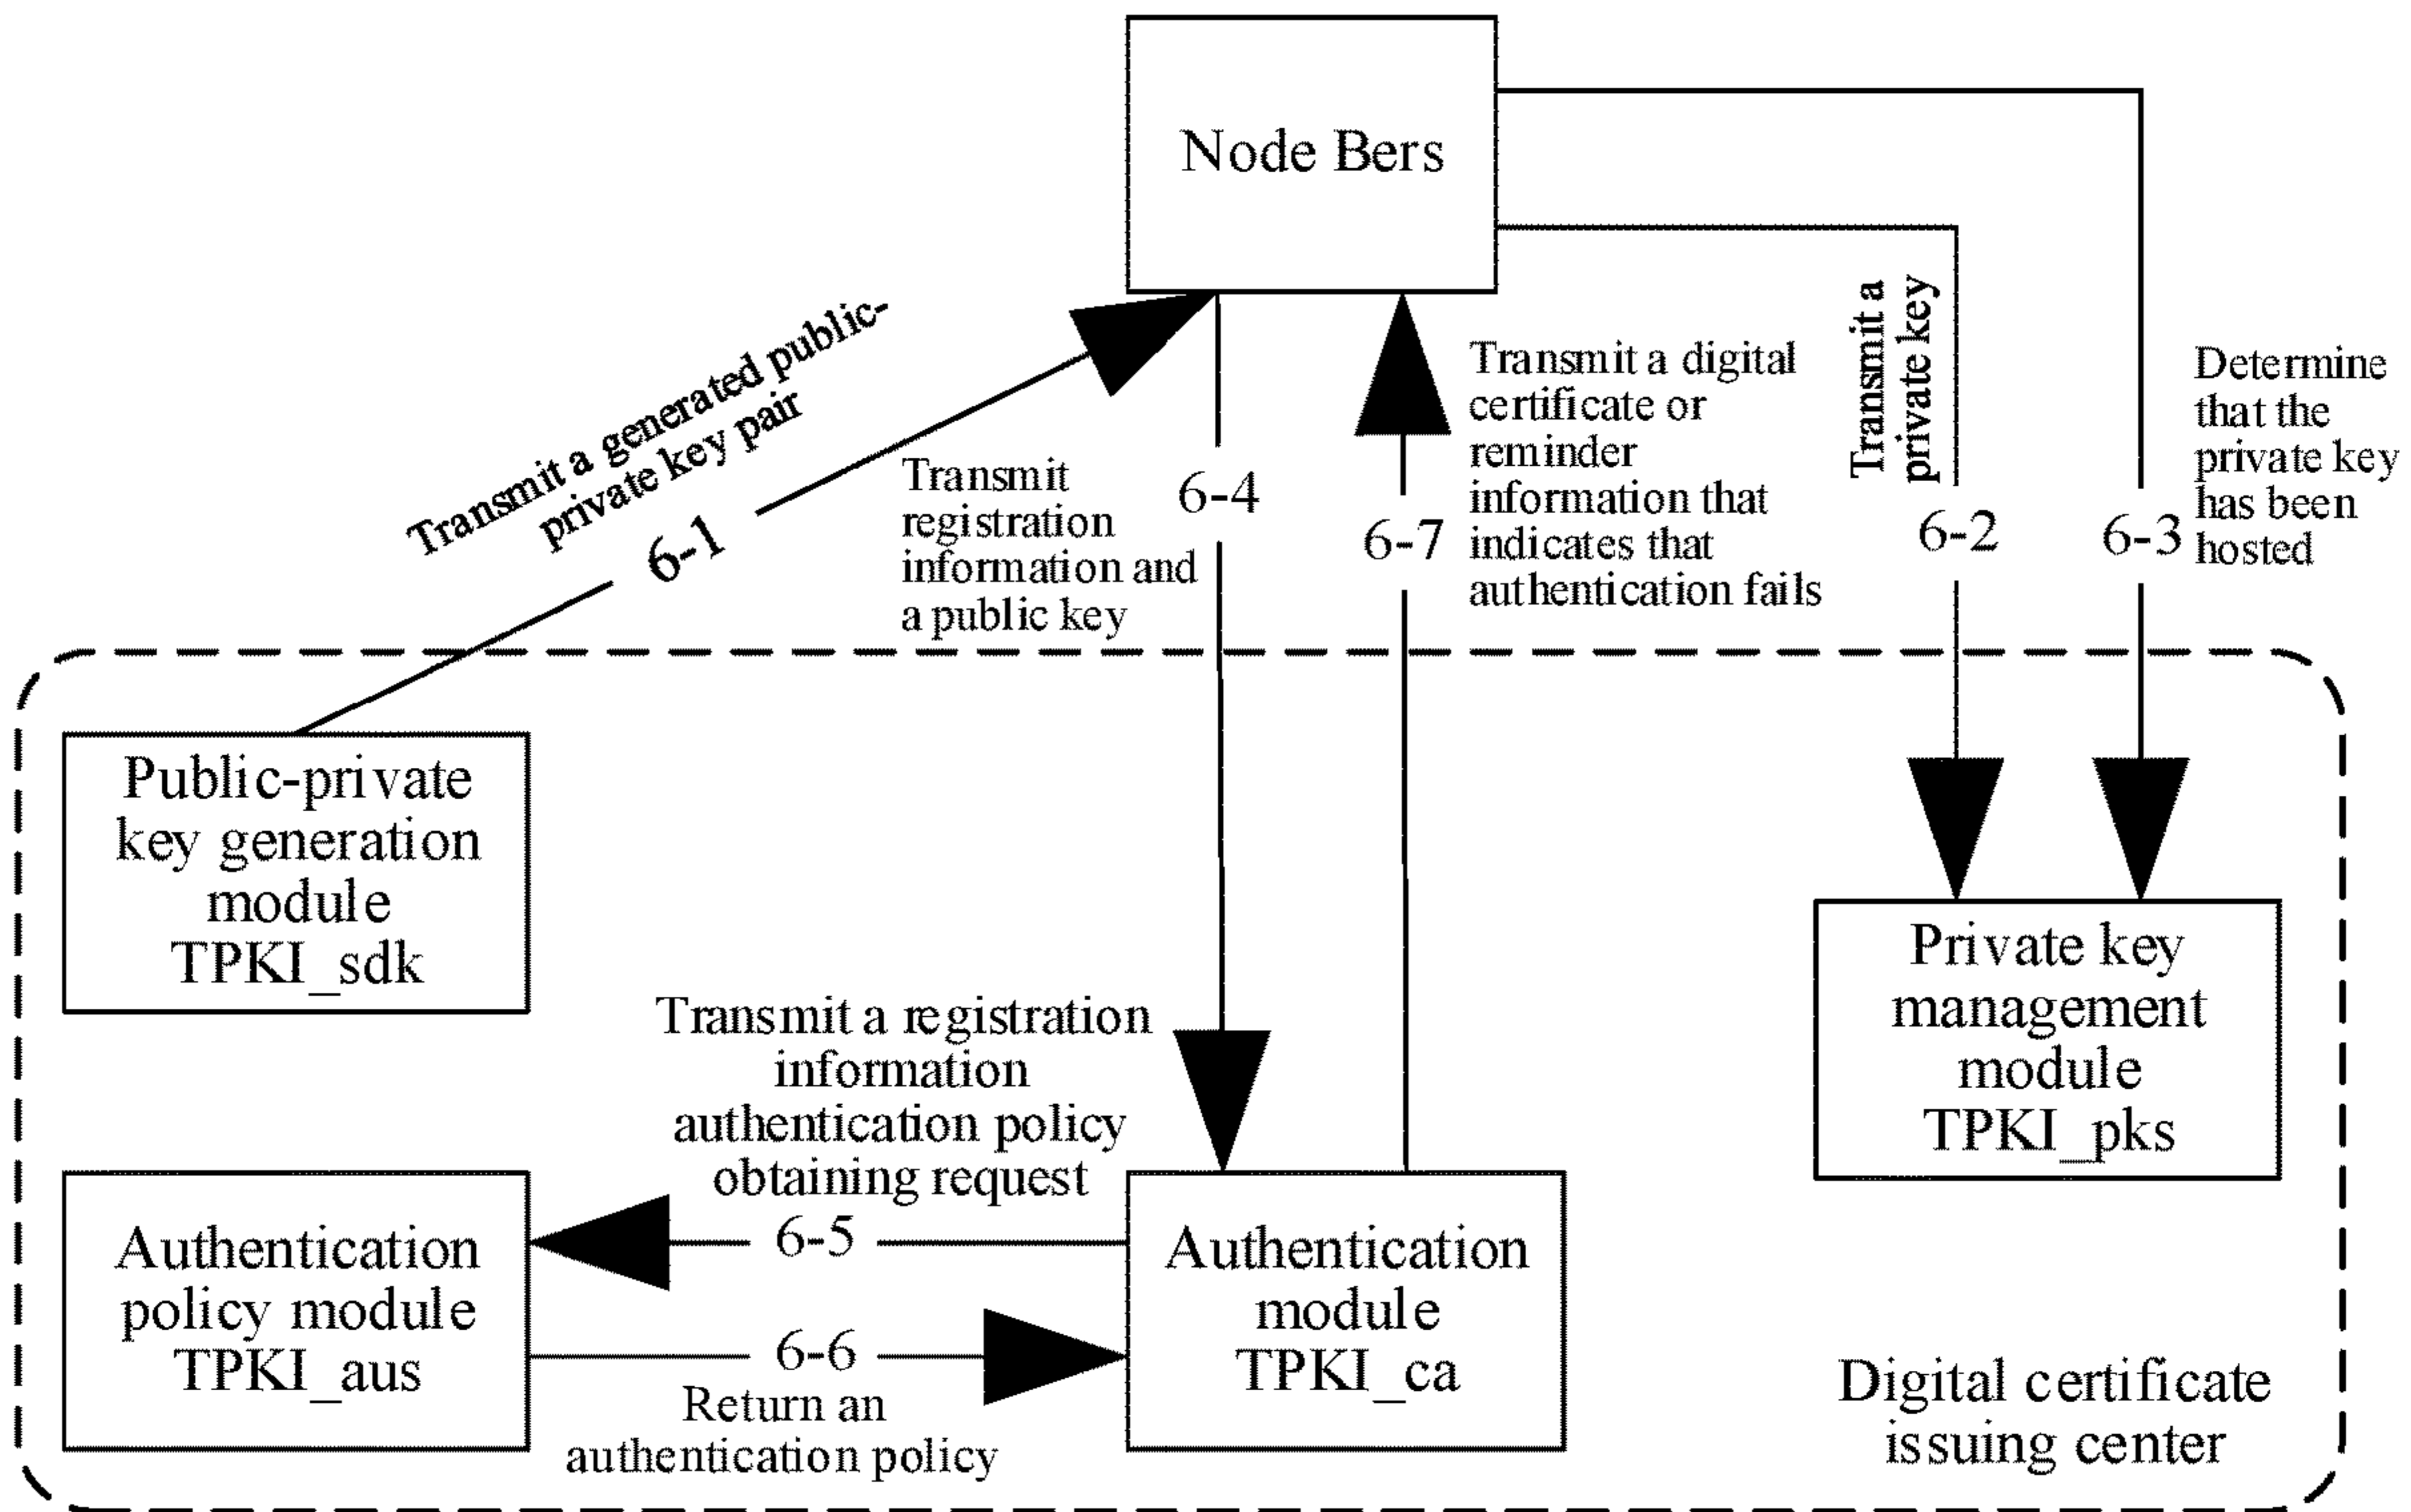 Node Bers
Transmit a generated public-
private key pair
6-1
Transmit
registration
information and
a public key
6-4
6-7
Transmit a digital
certificate or
reminder
information that
indicates that
authentication fails
Transmit a
private key
6-2
6-3
Determine
that the
private key
has been
hosted
Public-private
key generation
module
TPKI_sdk
Private key
management
module
TPKI_pks
Transmit a registration
information
authentication policy
obtaining request
6-5
Authentication
policy module
TPKI_aus
Authentication
module
TPKI_ca
6-6
Return an
authentication policy
Digital certificate
issuing center